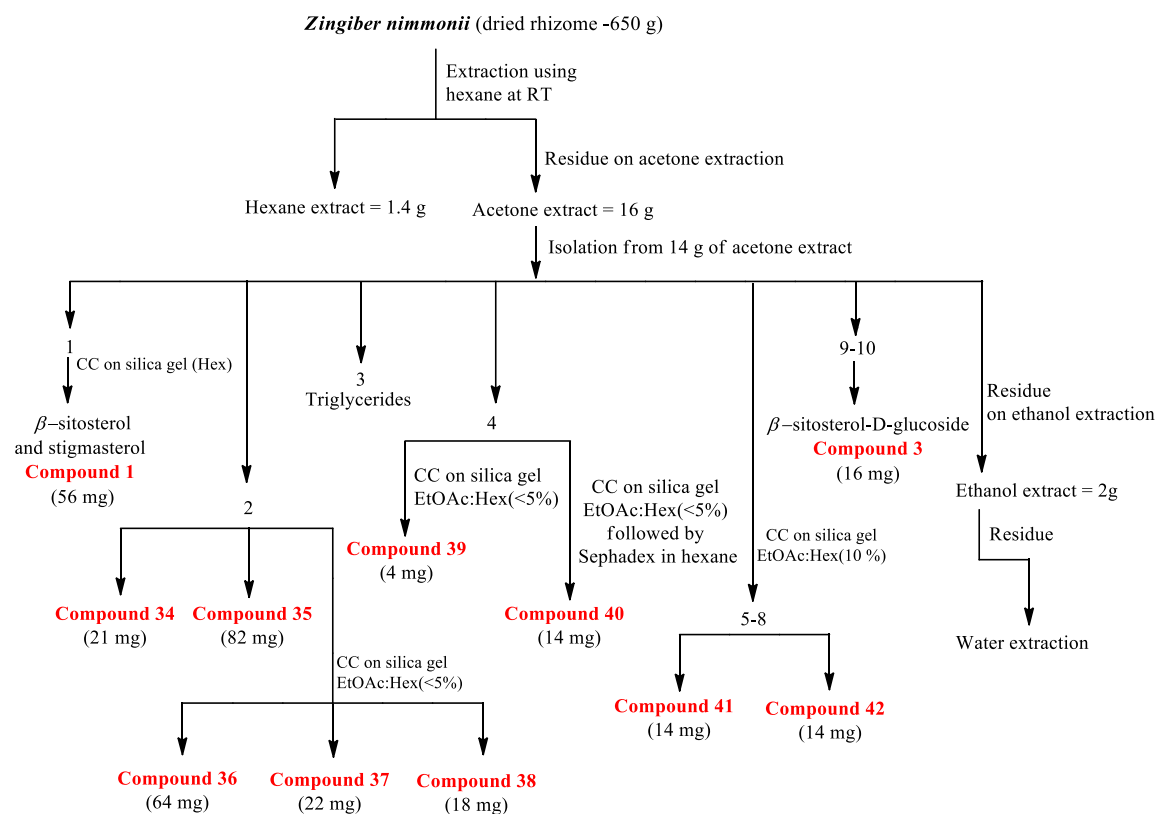 Zingiber nimmonii (dried rhizome -650 g)
Extraction using
hexane at RT
Residue on acetone extraction
Hexane extract = 1.4 g
Acetone extract = 16 g
Isolation from 14 g of acetone extract
1
CC on silica gel (Hex)
β−sitosterol
and stigmasterol
Compound 1
(56 mg)
2
3
Triglycerides
4
9-10
β−sitosterol-D-glucoside
Compound 3
(16 mg)
Residue
on ethanol extraction
Ethanol extract = 2g
Residue
Water extraction
CC on silica gel
EtOAc:Hex(<5%)
CC on silica gel
EtOAc:Hex(<5%)
followed by
Sephadex in hexane
CC on silica gel
EtOAc:Hex(10 %)
Compound 39
(4 mg)
Compound 40
(14 mg)
5-8
Compound 34
(21 mg)
Compound 35
(82 mg)
CC on silica gel
EtOAc:Hex(<5%)
Compound 41
(14 mg)
Compound 42
(14 mg)
Compound 36
(64 mg)
Compound 37
(22 mg)
Compound 38
(18 mg)